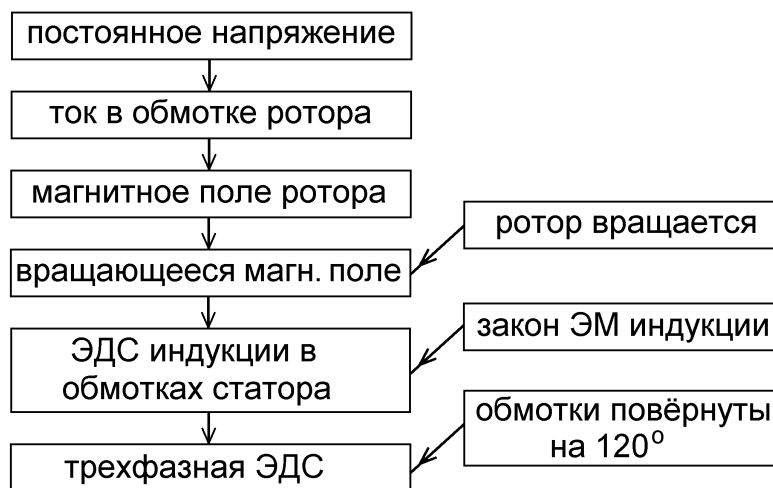 постоянное напряжение
ток в обмотке ротора
магнитное поле ротора
ротор вращается
вращающееся магн. поле
закон ЭМ индукции
ЭДС индукции в
обмотках статора
обмотки повёрнуты
на 120°
трехфазная ЭДС